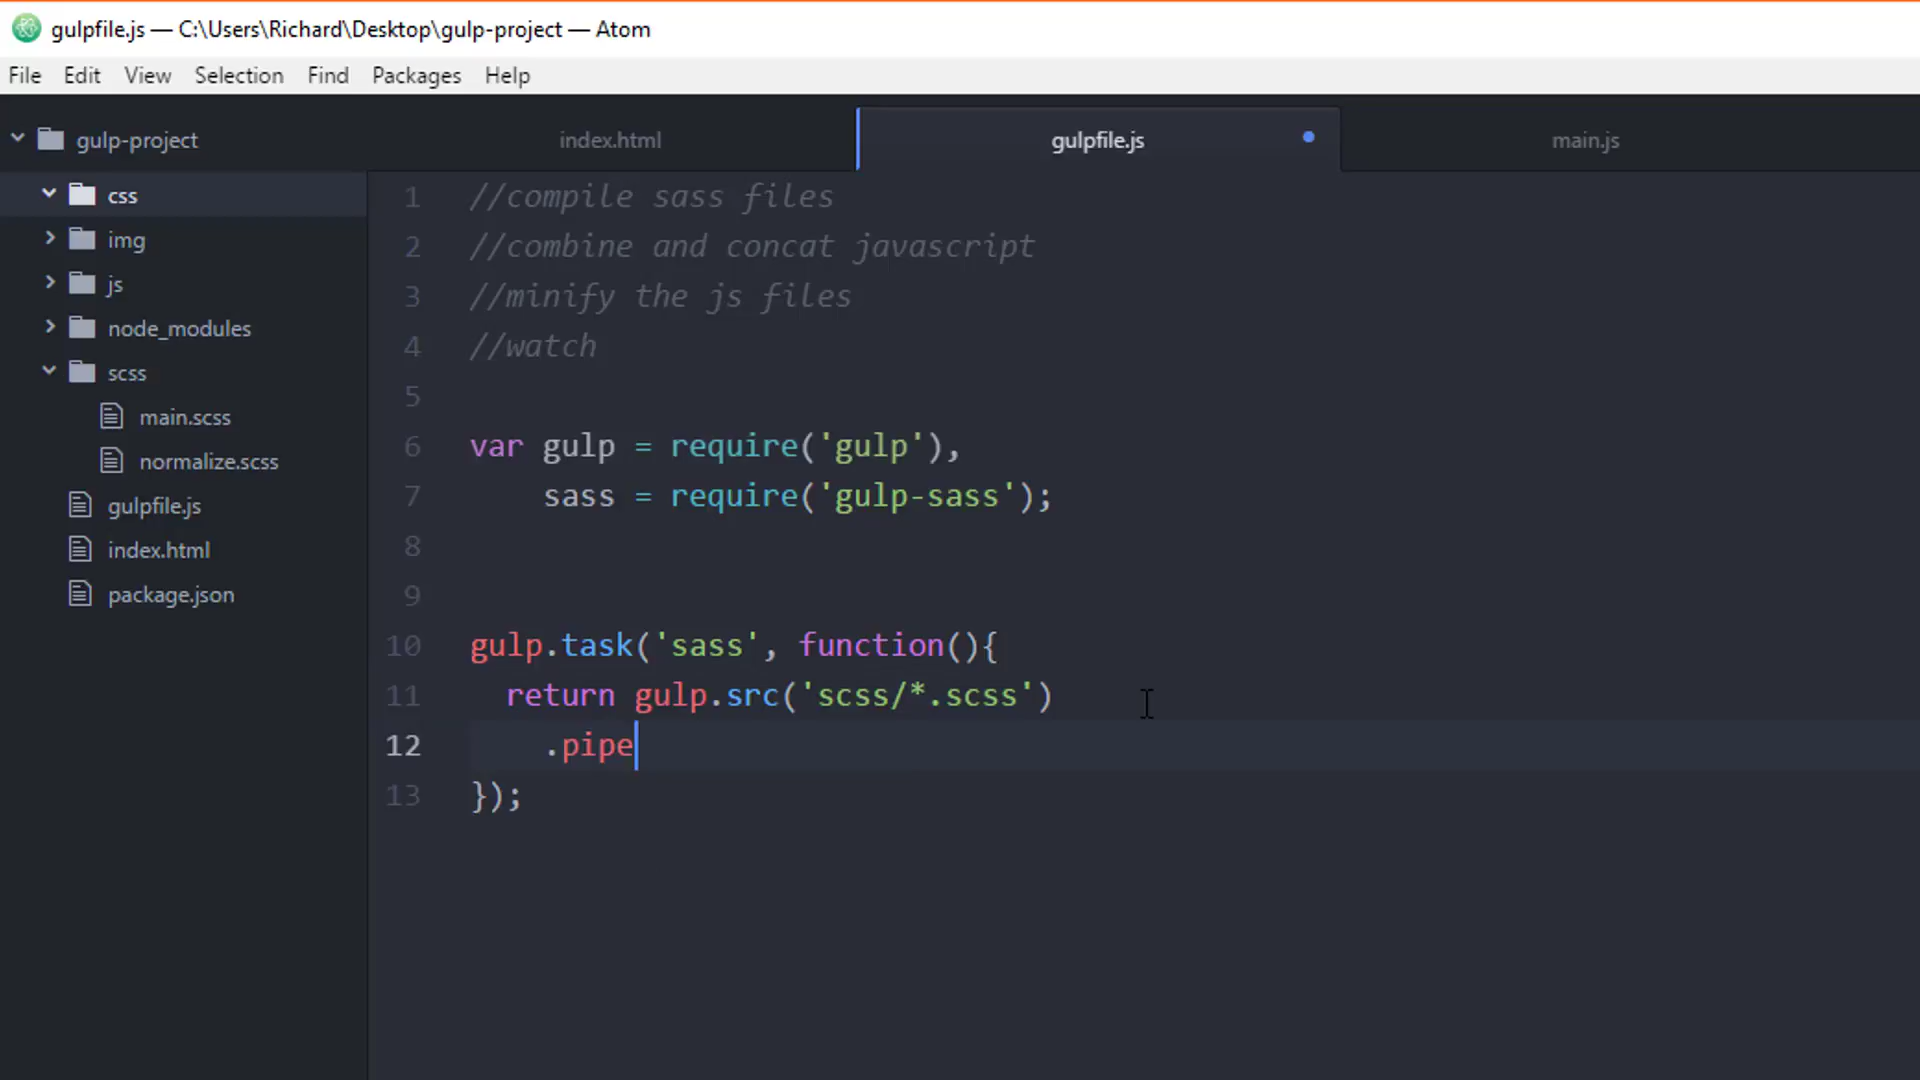 gulpfile.js — C:\Users\Richard\Desktop\gulp-project — Atom
File Edit View Selection Find Packages Help
gulp-project
css
img
js
node_modules
scss
main.scss
normalize.scss
gulpfile.js
index.html
package.json
index.html gulpfile.js main.js
1 //compile sass files
2 //combine and concat javascript
3 //minify the js files
4 //watch
5
6 var gulp = require('gulp'),
7 sass = require('gulp-sass');
8
9
10 gulp.task('sass', function(){
11 return gulp.src('scss/*.scss')
12 .pipe
13 });